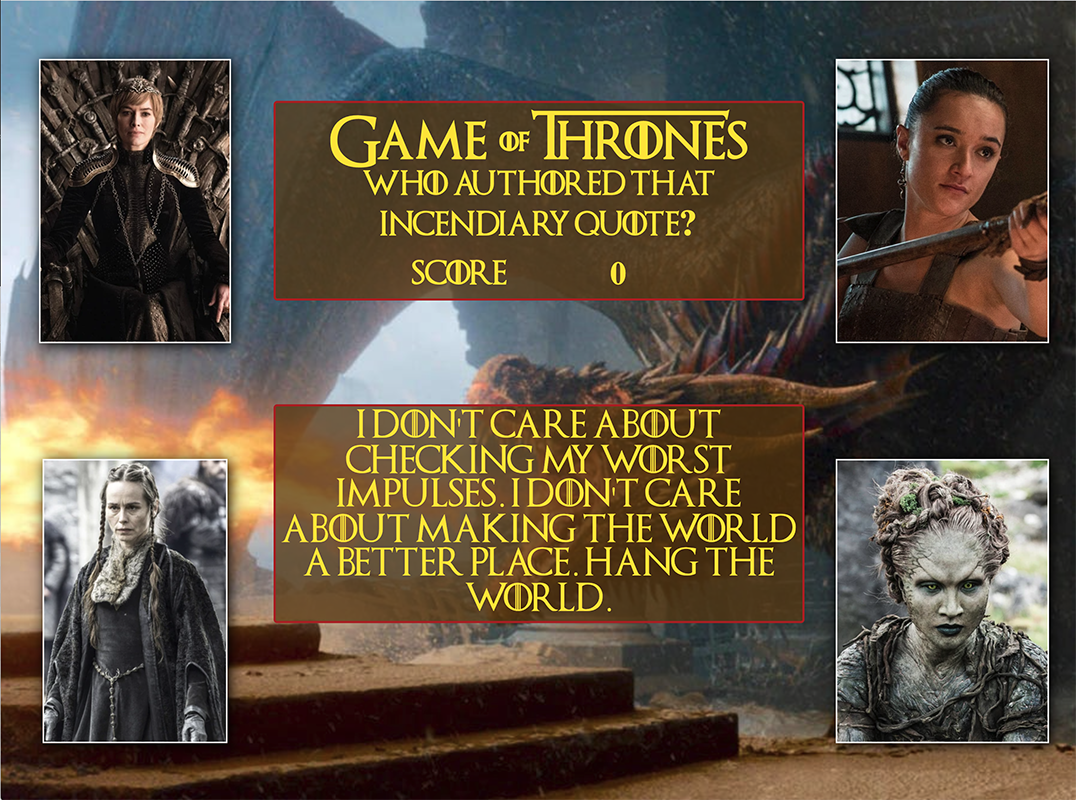 GAME OF THRONES
WHO AUTHORED THAT
INCENDIARY QUOTE?
SCORE 0
I DON'T CARE ABOUT
CHECKING MY WORST
IMPULSES. I DON'T CARE
ABOUT MAKING THE WORLD
A BETTER PLACE. HANG THE
WORLD.